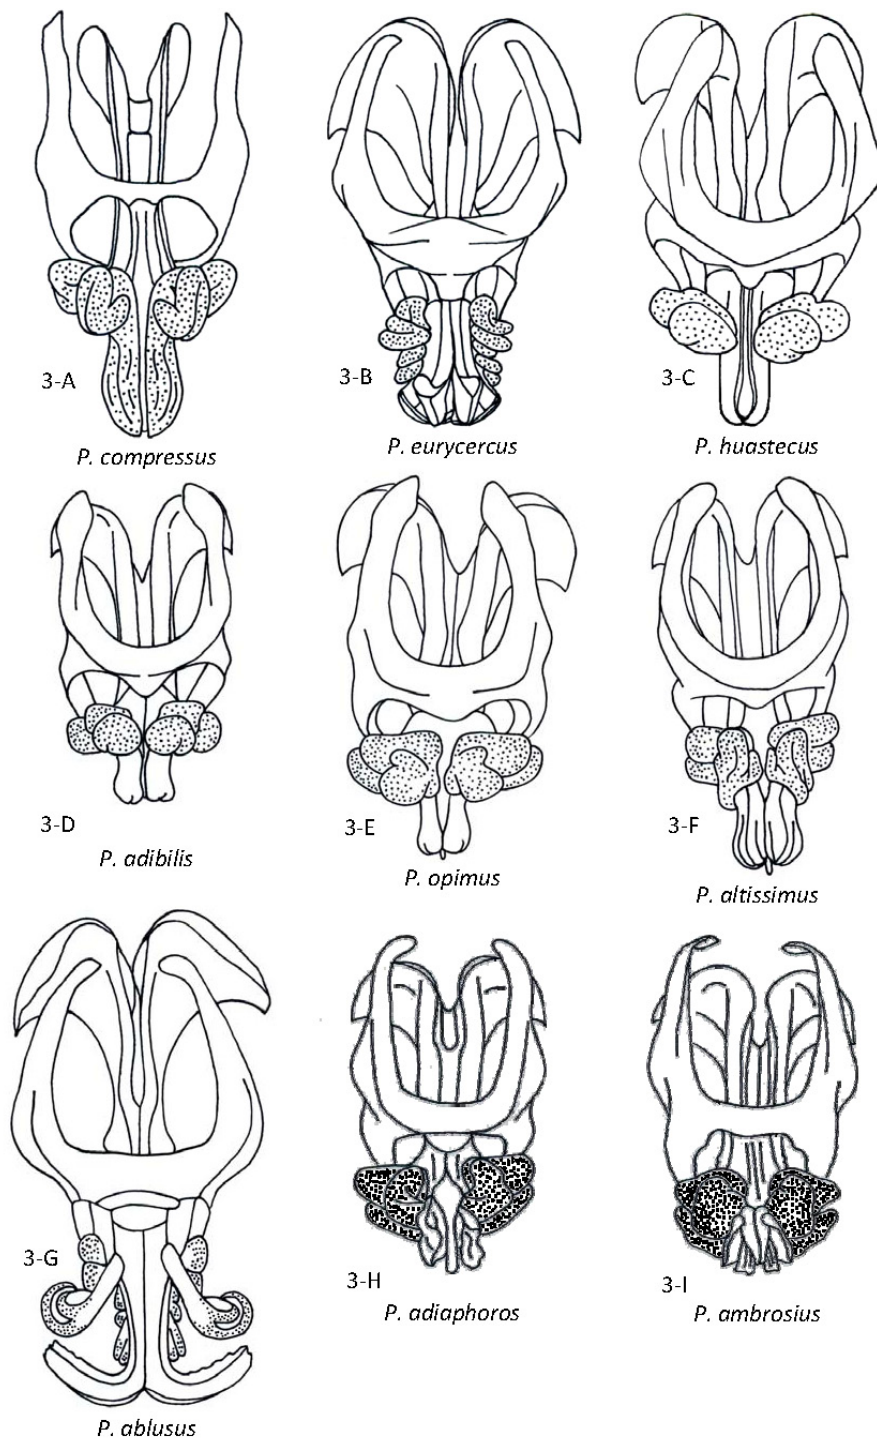 3-A
P. compressus
3-B
P. eurycercus
3-C
P. huastecus
3-D
P. adibilis
3-E
P. opimus
3-F
P. altissimus
3-G
P. ablusus
3-H
P. adiaphoros
3-I
P. ambrosius